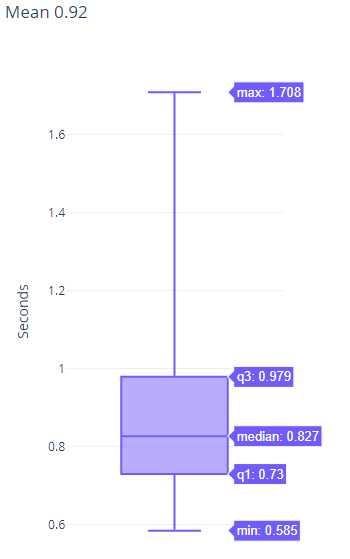 Mean 0.92
max: 1.708
1.6
1.4
1.2
Seconds
1
q3: 0.979
median: 0.827
0.8
q1: 0.73
0.6
min: 0.585